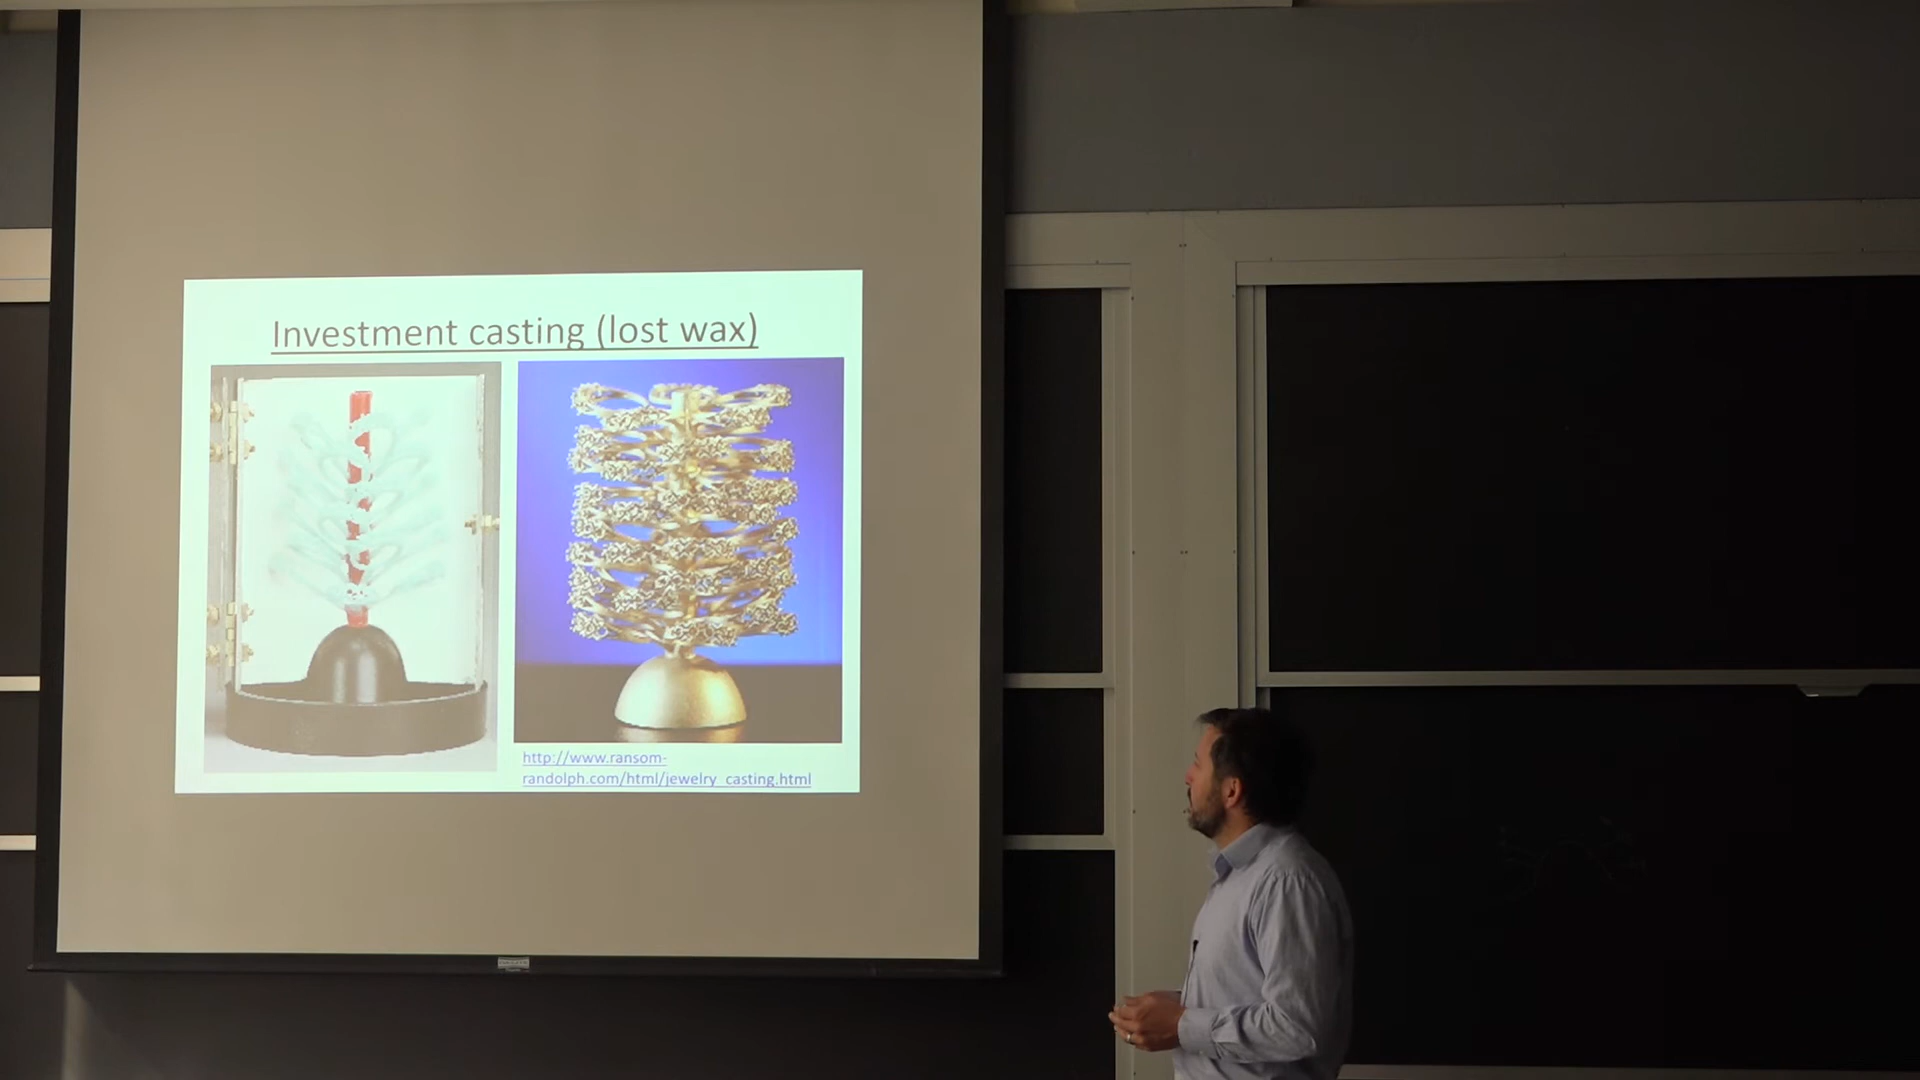 Investment casting (lost wax)
http://www.ransom-
randolph.com/html/jewelry_casting.html